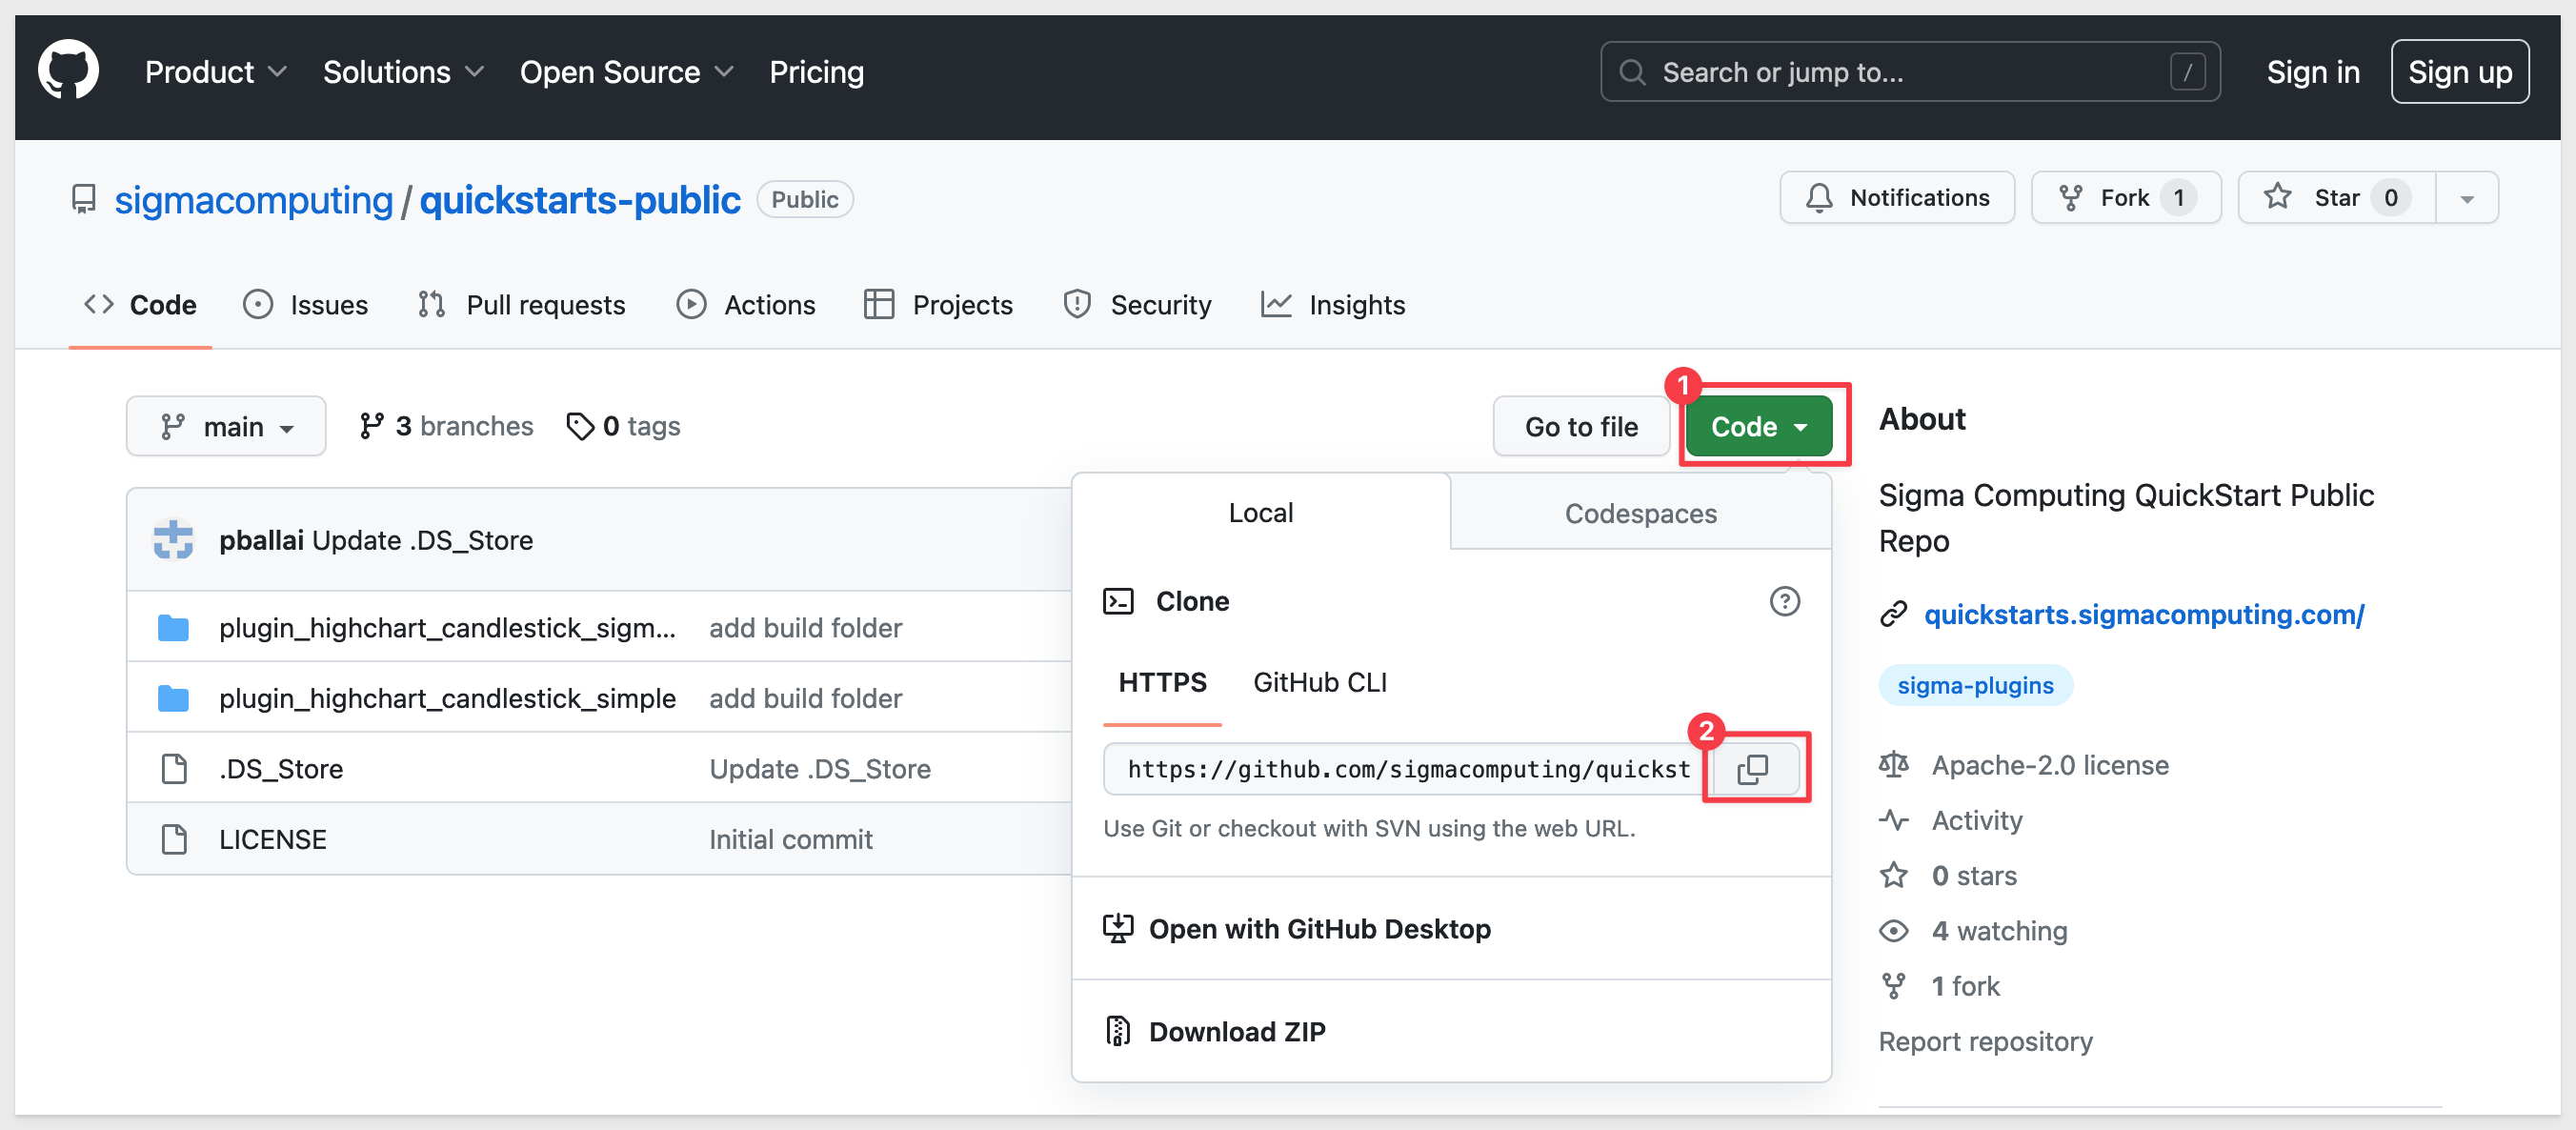 Product Solutions Open Source Pricing Search or jump to... / Sign in Sign up
sigmacomputing / quickstarts-public Public Notifications Fork 1 Star 0
Code Issues Pull requests Actions Projects Security Insights
main 3 branches 0 tags Go to file 1 Code
About
Sigma Computing QuickStart Public
Repo
quickstarts.sigmacomputing.com/
sigma-plugins
Apache-2.0 license
Activity
0 stars
4 watching
1 fork
Report repository
pballai Update .DS_Store
plugin_highchart_candlestick_sigm... add build folder
plugin_highchart_candlestick_simple add build folder
.DS_Store Update .DS_Store
LICENSE Initial commit
Local Codespaces
Clone
HTTPS GitHub CLI
2
https://github.com/sigmacomputing/quickst
Use Git or checkout with SVN using the web URL.
Open with GitHub Desktop
Download ZIP